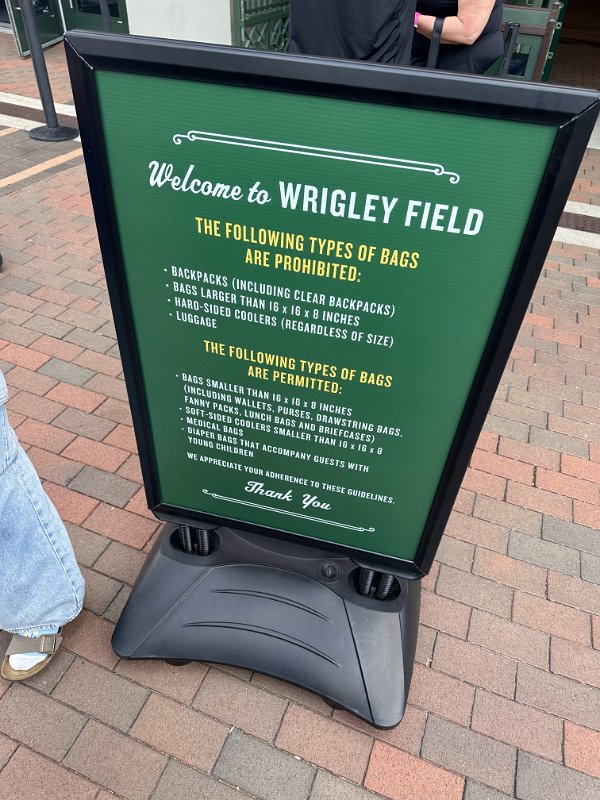 Welcome to WRIGLEY FIELD
THE FOLLOWING TYPES OF BAGS
ARE PROHIBITED:
• BACKPACKS (INCLUDING CLEAR BACKPACKS)
• BAGS LARGER THAN 16 x 16 x 8 INCHES
• HARD-SIDED COOLERS (REGARDLESS OF SIZE)
• LUGGAGE
THE FOLLOWING TYPES OF BAGS
ARE PERMITTED:
• BAGS SMALLER THAN 16 x 16 x 8 INCHES
(INCLUDING WALLETS, PURSES, DRAWSTRING BAGS,
FANNY PACKS, LUNCH BAGS AND BRIEFCASES)
• SOFT-SIDED COOLERS SMALLER THAN 16 x 16 x 8
• MEDICAL BAGS
• DIAPER BAGS THAT ACCOMPANY GUESTS WITH
YOUNG CHILDREN
WE APPRECIATE YOUR ADHERENCE TO THESE GUIDELINES.
Thank You